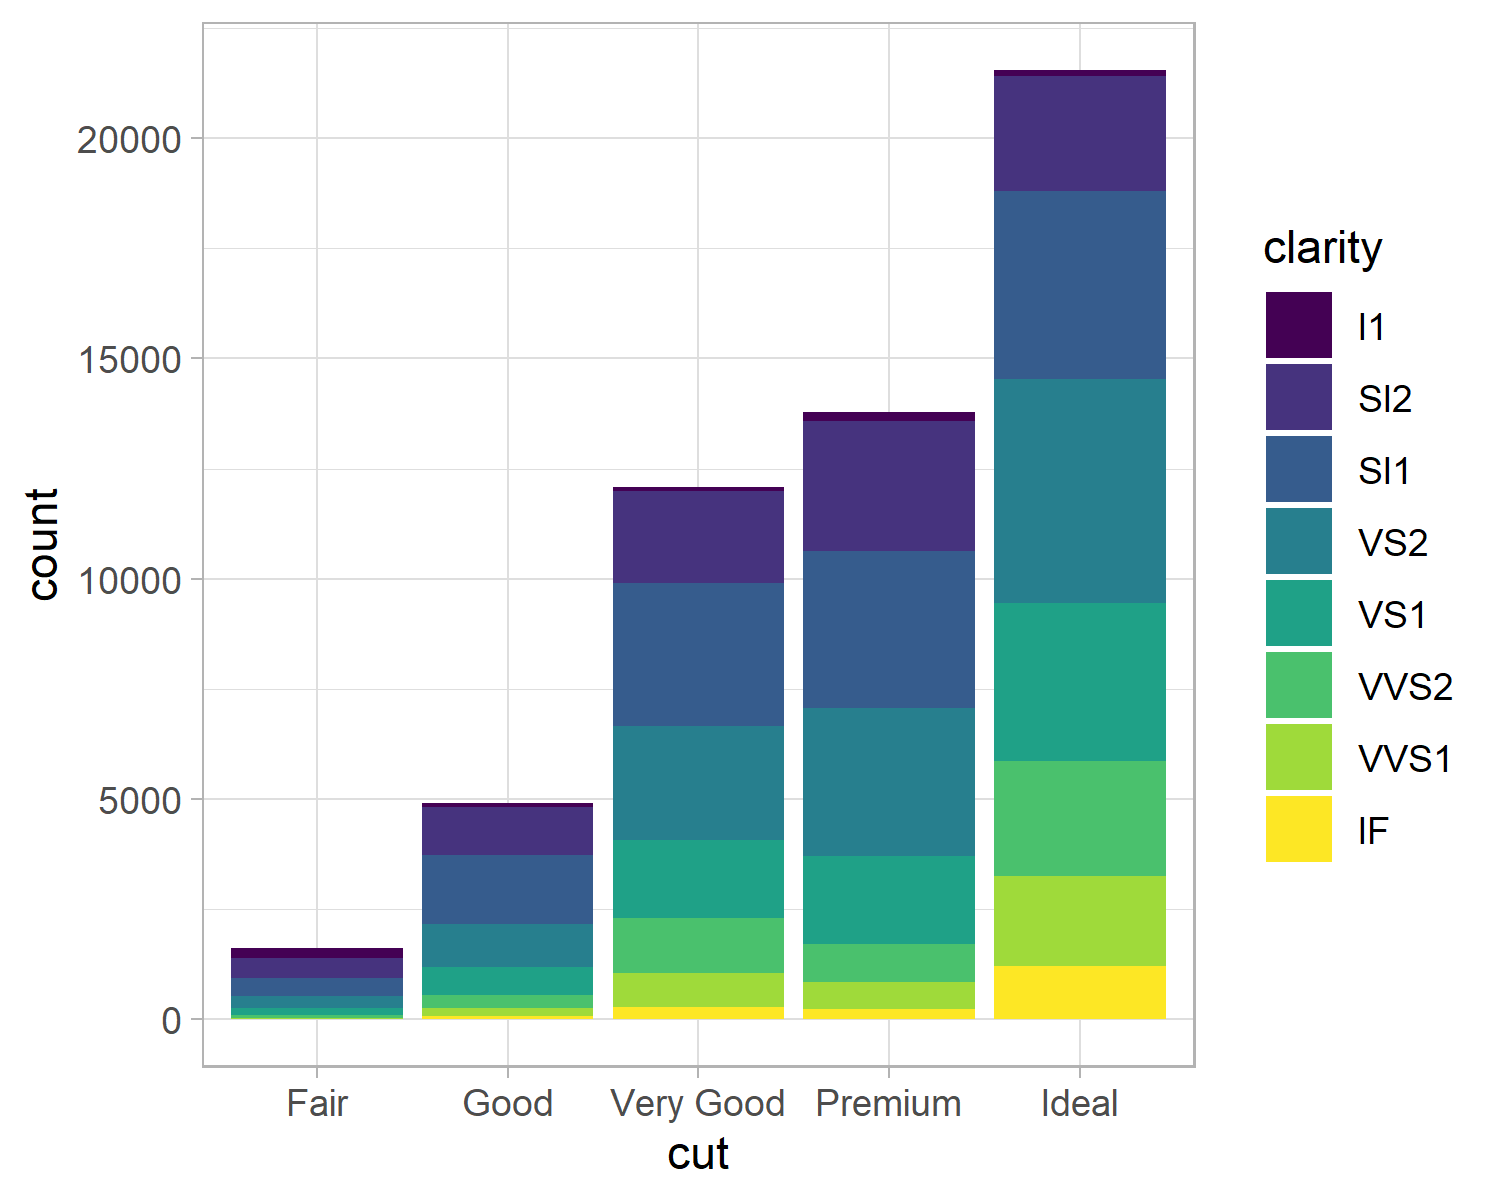 count
20000
15000
10000
5000
0
Fair Good Very Good Premium Ideal
cut
clarity
I1
SI2
SI1
VS2
VS1
VVS2
VVS1
IF